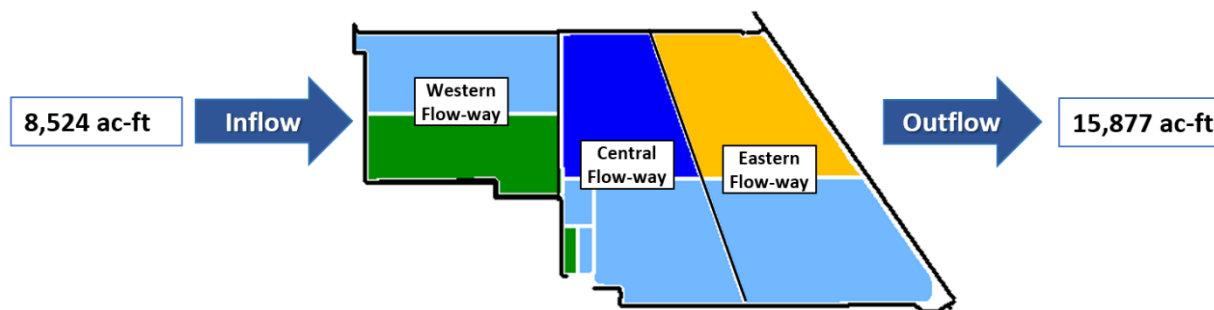 8,524 ac-ft
Inflow
Western
Flow-way
Central
Flow-way
Eastern
Flow-way
Outflow
15,877 ac-ft